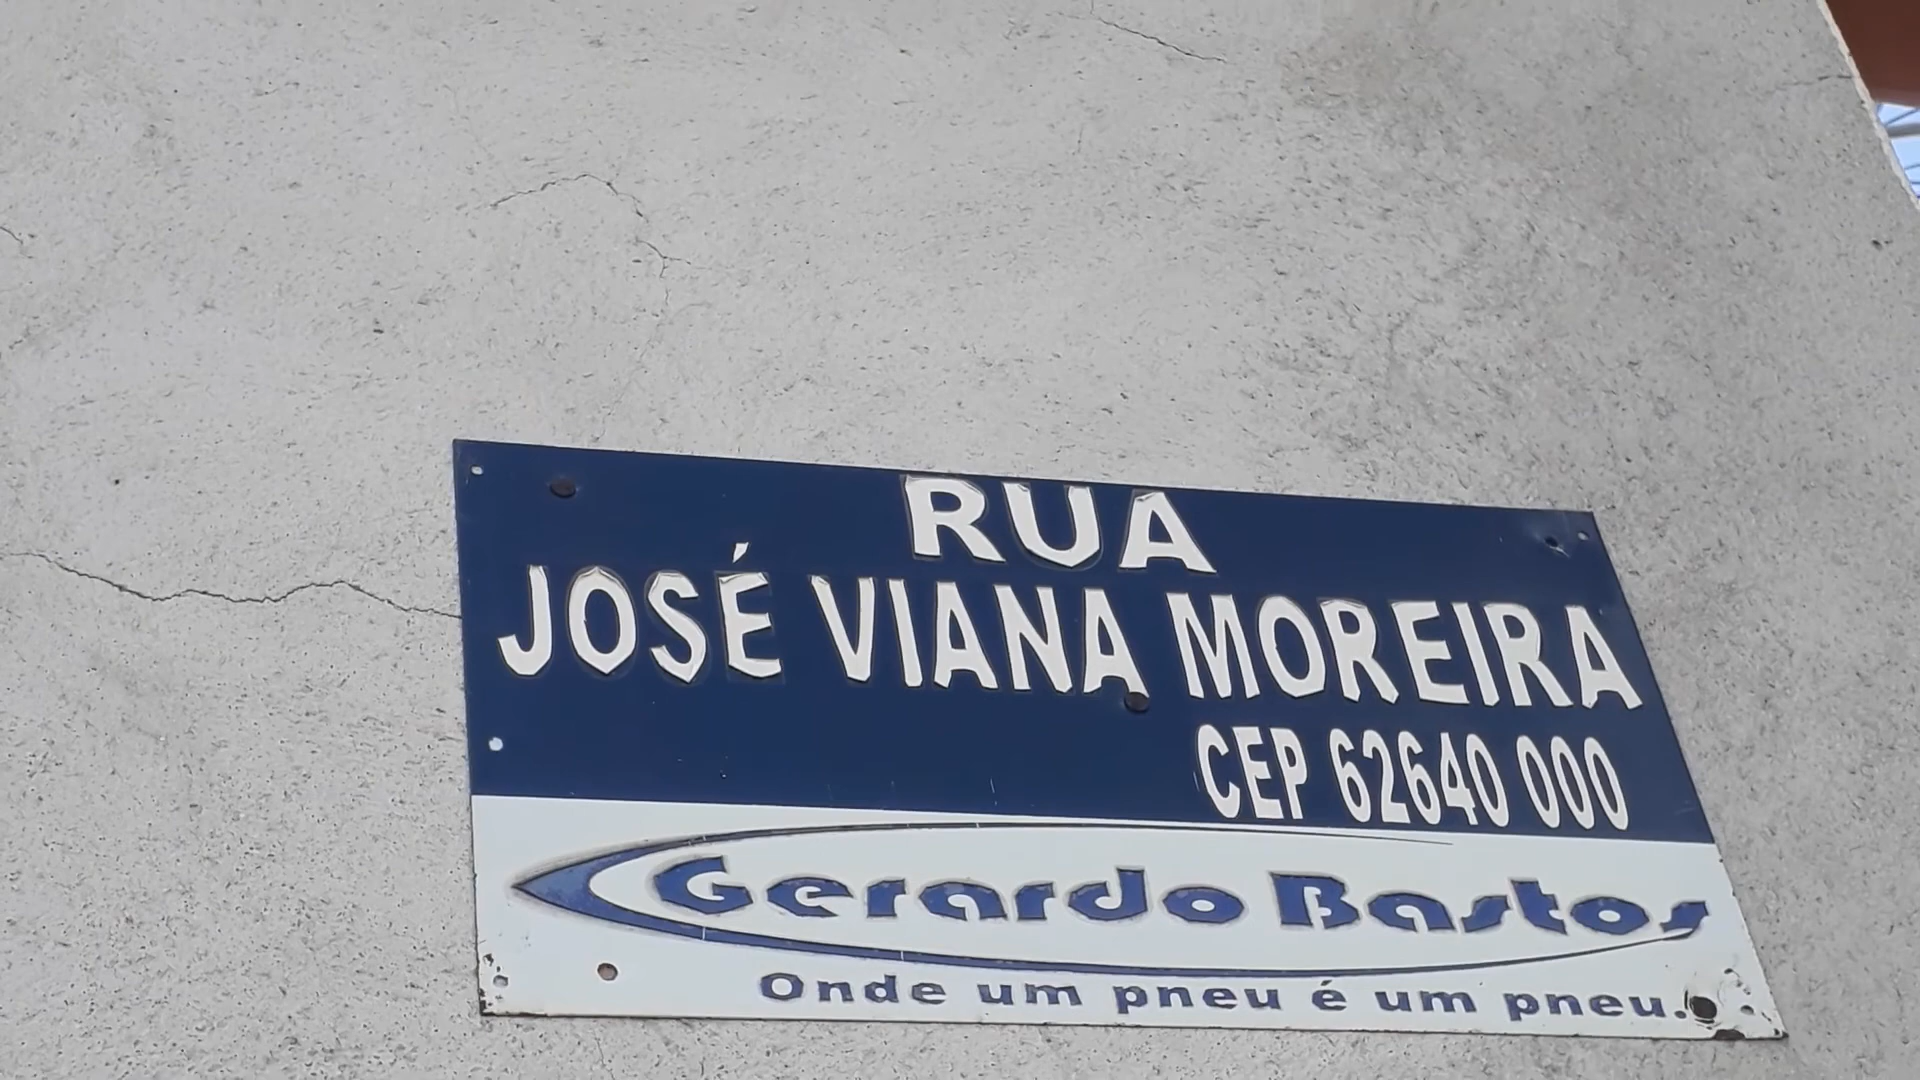 RUA
JOSÉ VIANA MOREIRA
CEP 62640 000
Gerardo Bastos
Onde um pneu é um pneu.